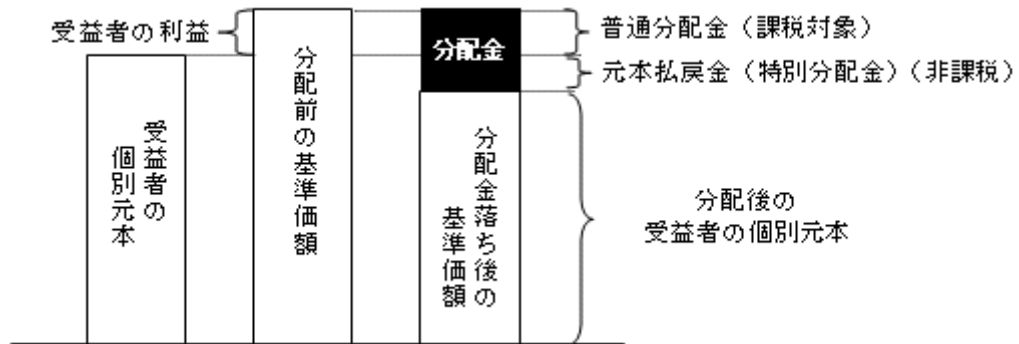 受益者の利益
受益者の
個別元本
分配前の基準価額
分配金
分配金落ち後の
基準価額
普通分配金（課税対象）
元本払戻金（特別分配金）（非課税）
分配後の
受益者の個別元本